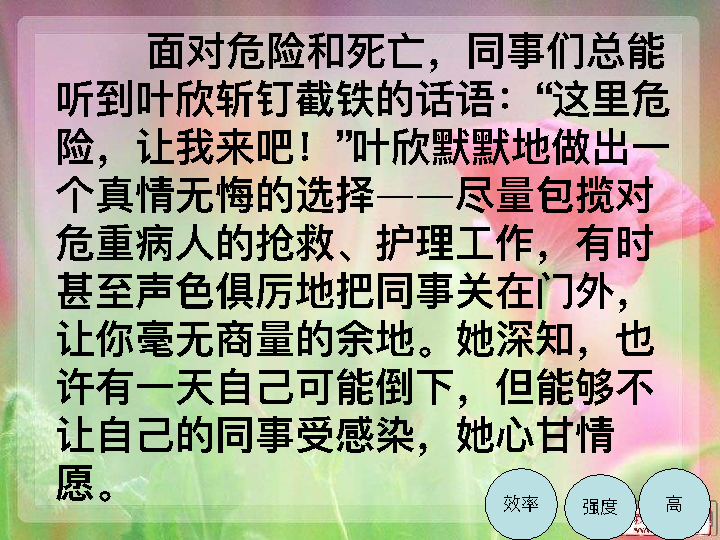 面对危险和死亡，同事们总能
听到叶欣斩钉截铁的话语：“这里危
险，让我来吧！”叶欣默默地做出一
个真情无悔的选择——尽量包揽对
危重病人的抢救、护理工作，有时
甚至声色俱厉地把同事关在门外，
让你毫无商量的余地。她深知，也
许有一天自己可能倒下，但能够不
让自己的同事受感染，她心甘情
愿。
效率
强度
高